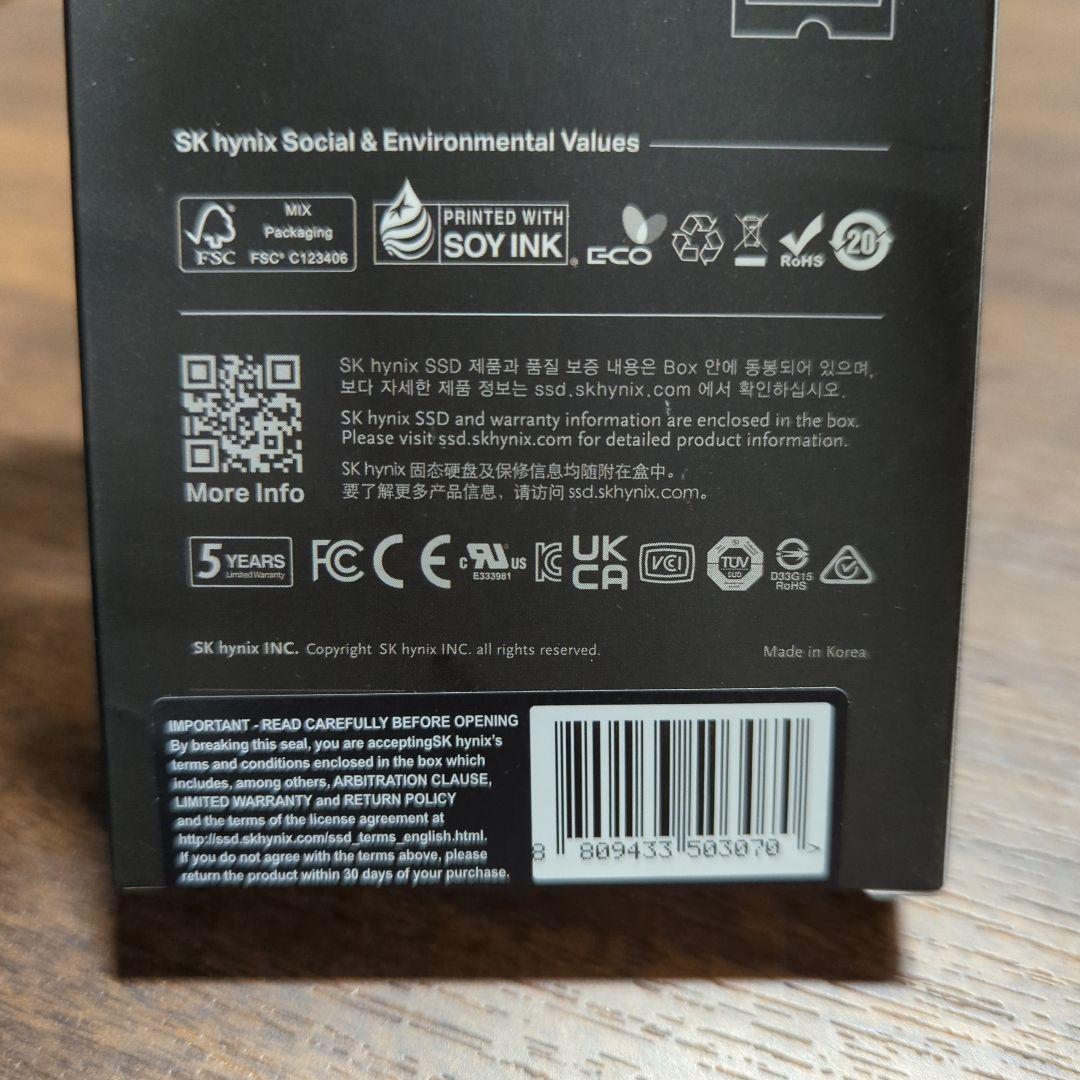 SK hynix Social & Environmental Values
FSC
MIX
Packaging
FSC® C123406
PRINTED WITH
SOY INK®
ECO
RoHS
20
SK hynix SSD 제품과 품질 보증 내용은 Box 안에 동봉되어 있으며,
보다 자세한 제품 정보는 ssd.skhynix.com 에서 확인하십시오.
SK hynix SSD and warranty information are enclosed in the box.
Please visit ssd.skhynix.com for detailed product information.
SK hynix 固态硬盘及保修信息均随附在盒中。
要了解更多产品信息，请访问 ssd.skhynix.com。
More Info
5 YEARS
Limited Warranty
FC CE
c RU US
E333981
KC
UK
CA
VCI
TÜV
SÜD
D33G15
RoHS
SK hynix INC. Copyright SK hynix INC. all rights reserved.
Made in Korea
IMPORTANT - READ CAREFULLY BEFORE OPENING
By breaking this seal, you are acceptingSK hynix's
terms and conditions enclosed in the box which
includes, among others, ARBITRATION CLAUSE,
LIMITED WARRANTY and RETURN POLICY
and the terms of the license agreement at
http://ssd.skhynix.com/ssd_terms_english.html.
If you do not agree with the terms above, please
return the product within 30 days of your purchase.
8 809433 503070 >